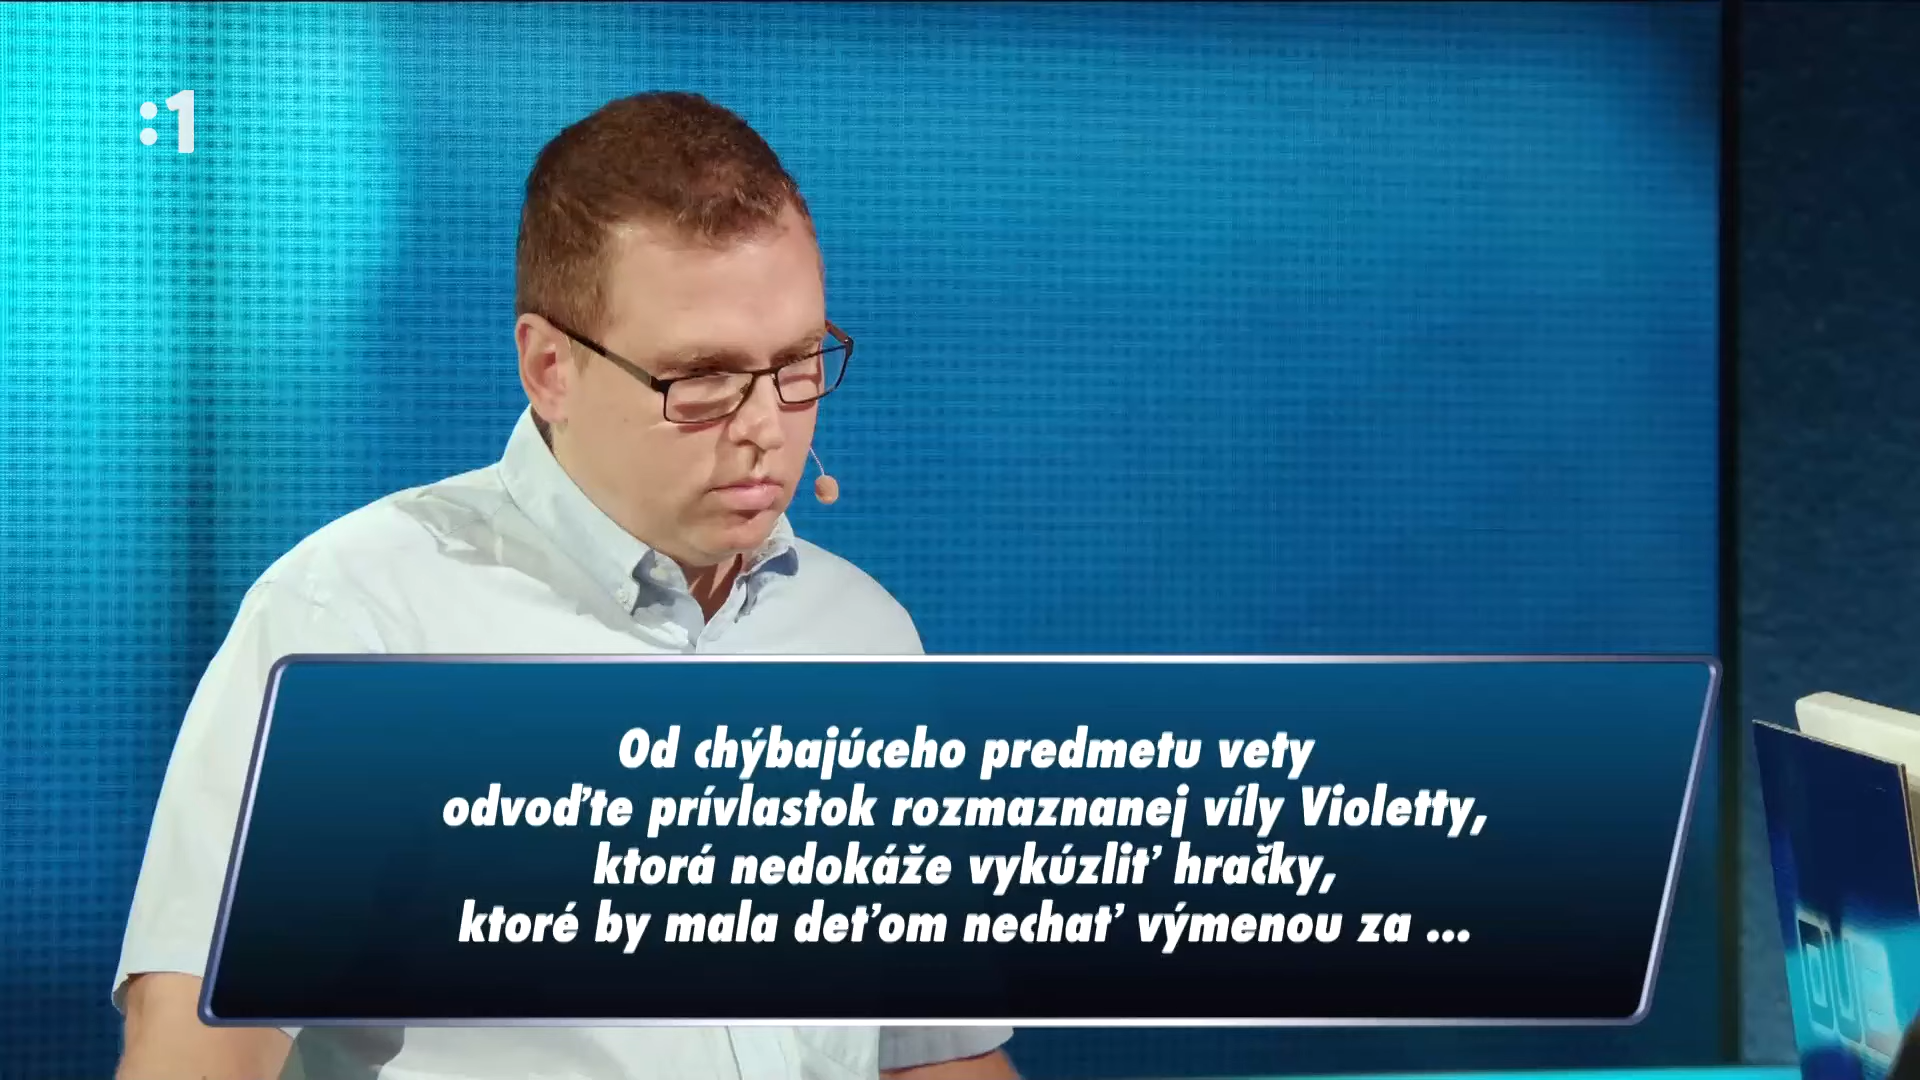 :1
Od chýbajúceho predmetu vety
odvoďte prívlastok rozmaznanej víly Violetty,
ktorá nedokáže vykúzliť hračky,
ktoré by mala deťom nechať výmenou za ...